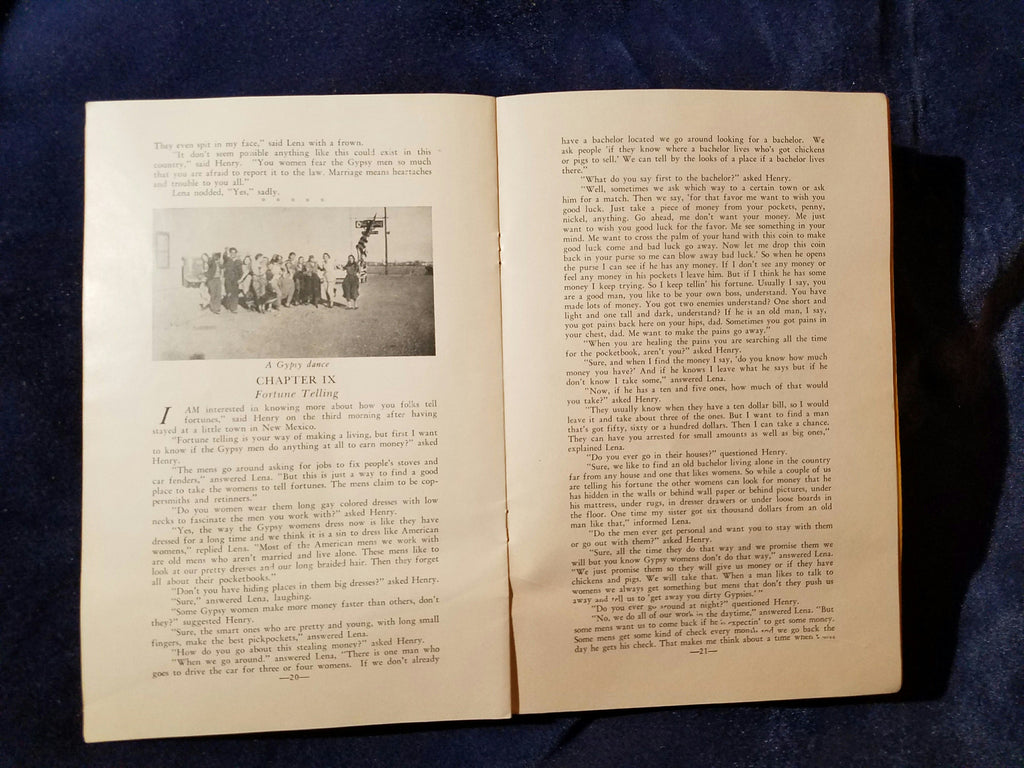 They even spit in my face," said Lena with a frown.
"It don't seem possible anything like this could exist in this
country," said Henry. "You women fear the Gypsy men so much
that you are afraid to report it to the law. Marriage means heartaches
and trouble to you all."
Lena nodded, "Yes," sadly.
* * * * *
A Gypsy dance
CHAPTER IX
Fortune Telling
I AM interested in knowing more about how you folks tell
fortunes," said Henry on the third morning after having
stayed at a little town in New Mexico.
"Fortune telling is your way of making a living, but first I want
to know if the Gypsy men do anything at all to earn money?" asked
Henry.
"The mens go around asking for jobs to fix people's stoves and
car fenders," answered Lena. "But this is just a way to find a good
place to take the womens to tell fortunes. The mens claim to be cop-
persmiths and retinners."
"Do you women wear them long gay colored dresses with low
necks to fascinate the men you work with?" asked Henry.
"Yes, the way the Gypsy womens dress now is like they have
dressed for a long time and we think it is a sin to dess like American
womens," replied Lena. "Most of the American mens we work with
are old mens who aren't married and live alone. These mens like to
look at our pretty dresses and our long braided hair. Then they forget
all about their pocketbooks."
"Don't you have hiding places in them big dresses?" asked Henry.
"Sure," answered Lena, laughing.
"Some Gypsy women make more money faster than others, don't
they?" suggested Henry.
"Sure, the smart ones who are pretty and young, with long small
fingers, make the best pickpockets," answered Lena.
"How do you go about this stealing money?" asked Henry.
"When we go around," answered Lena, "There is one man who
goes to drive the car for three or four womens. If we don't already
—20—
have a bachelor located we go around looking for a bachelor. We
ask people 'if they know where a bachelor lives who's got chickens
or pigs to sell.' We can tell by the looks of a place if a bachelor lives
there."
"What do you say first to the bachelor?" asked Henry.
"Well, sometimes we ask which way to a certain town or ask
him for a match. Then we say, 'for that favor me want to wish you
good luck. Just take a piece of money from your pockets, penny,
nickel, anything. Go ahead, me don't want your money. Me just
want to wish you good luck for the favor. Me see something in your
mind. Me want to cross the palm of your hand with this coin to make
good luck come and bad luck go away. Now let me drop this coin
back in your purse so me can blow away bad luck.' So when he opens
the purse I can see if he has any money. If I don't see any money or
feel any money in his pockets I leave him. But if I think he has some
money I keep trying. So I keep tellin' his fortune. Usually I say, you
are a good man, you like to be your own boss, understand. You have
made lots of money. You got two enemies understand? One short and
light and one tall and dark, understand? If he is an old man, I say,
you got pains back here on your hips, dad. Sometimes you got pains in
your chest, dad. Me want to make the pains go away."
"When you are healing the pains you are searching all the time
for the pocketbook, aren't you?" asked Henry.
"Sure, and when I find the money I say, 'do you know how much
money you have?' And if he knows I leave what he says but if he
don't know I take some," answered Lena.
"Now, if he has a ten and five ones, how much of that would
you take?" asked Henry.
"They usually know when they have a ten dollar bill, so I would
leave it and take about three of the ones. But I want to find a man
that's got fifty, sixty or a hundred dollars. Then I can take a chance.
They can have you arrested for small amounts as well as big ones,"
explained Lena.
"Do you ever go in their houses?" questioned Henry.
"Sure, we like to find an old bachelor living alone in the country
far from any house and one that likes womens. So while a couple of us
are telling his fortune the other womens can look for money that he
has hidden in the walls or behind wall paper or behind pictures, under
his mattress, under rugs, in dresser drawers or under loose boards in
the floor. One time my sister got six thousand dollars from an old
man like that," informed Lena.
"Do the men ever get personal and want you to stay with them
or go out with them?" asked Henry.
"Sure, all the time they do that way and we promise them we
will but you know Gypsy womens don't do that way," answered Lena.
"We just promise them so they will give us money or if they have
chickens and pigs. We will take that. When a man likes to talk to
womens we always get something but mens that don't they push us
away and tell us to 'get away you dirty Gypsies.'"
"Do you ever go around at night?" questioned Henry.
"No, we do all of our work in the daytime," answered Lena. "But
some mens want us to come back if he is expectin' to get some money.
Some mens get some kind of check every month and we go back the
day he gets his check. That makes me think about a time when I was
—21—